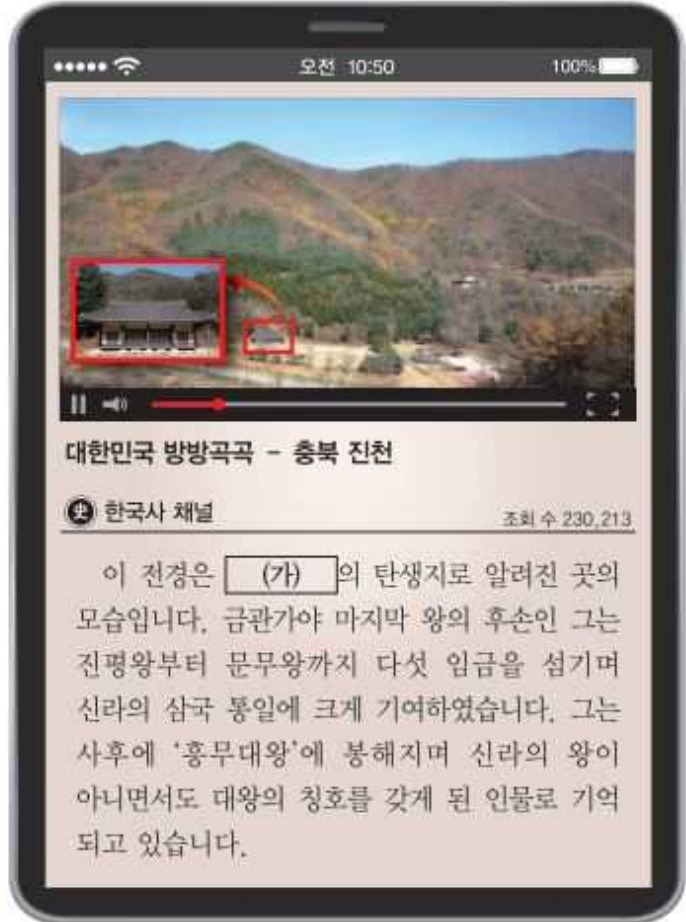 오전 10:50
100%
대한민국 방방곡곡 - 충북 진천
史 한국사 채널
조회 수 230,213
이 전경은 (가) 의 탄생지로 알려진 곳의
모습입니다. 금관가야 마지막 왕의 후손인 그는
진평왕부터 문무왕까지 다섯 임금을 섬기며
신라의 삼국 통일에 크게 기여하였습니다. 그는
사후에 ‘흥무대왕’에 봉해지며 신라의 왕이
아니면서도 대왕의 칭호를 갖게 된 인물로 기억
되고 있습니다.